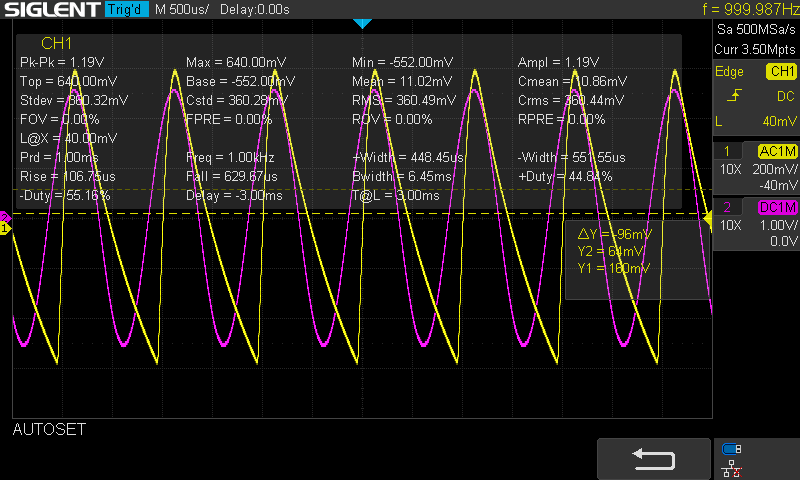 SIGLENT Trig'd M 500us/ Delay:0.00s f = 999.987Hz
Sa 500MSa/s
Curr 3.50Mpts
CH1
Pk-Pk = 1.19V Max = 640.00mV Min = -552.00mV Ampl = 1.19V
Top = 640.00mV Base = -552.00mV Mean = 11.02mV Cmean = 10.86mV
Stdev = 360.32mV Cstd = 360.28mV RMS = 360.49mV Crms = 360.44mV
FOV = 0.00% FPRE = 0.00% ROV = 0.00% RPRE = 0.00%
L@X = 40.00mV
Prd = 1.00ms Freq = 1.00kHz +Width = 448.45us -Width = 551.55us
Rise = 106.75us Fall = 629.67us Bwidth = 6.45ms +Duty = 44.84%
-Duty = 55.16% Delay = -3.00ms T@L = 3.00ms
Edge CH1
DC
L 40mV
1 AC1M
10X 200mV/
-40mV
2 DC1M
10X 1.00V/
0.0V
2
1
ΔY = -96mV
Y2 = 64mV
Y1 = 160mV
AUTOSET